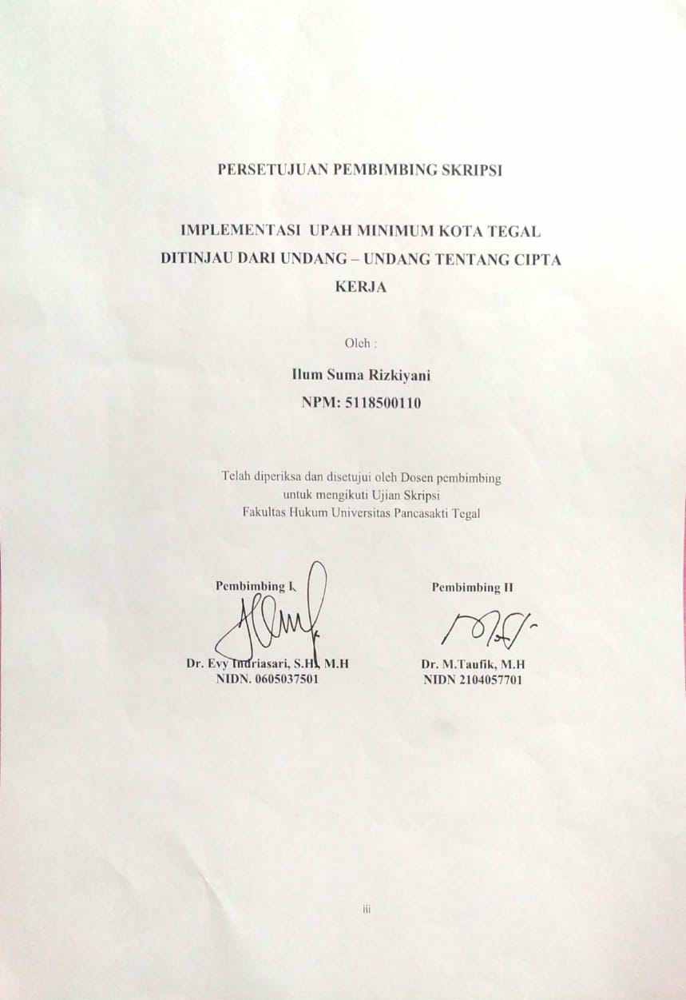 PERSETUJUAN PEMBIMBING SKRIPSI
IMPLEMENTASI UPAH MINIMUM KOTA TEGAL
DITINJAU DARI UNDANG – UNDANG TENTANG CIPTA
KERJA
Oleh :
Ilum Suma Rizkiyani
NPM: 5118500110
Telah diperiksa dan disetujui oleh Dosen pembimbing
untuk mengikuti Ujian Skripsi
Fakultas Hukum Universitas Pancasakti Tegal
Pembimbing I, Pembimbing II
Dr. Evy Indriasari, S.H., M.H Dr. M.Taufik, M.H
NIDN. 0605037501 NIDN 2104057701
iii